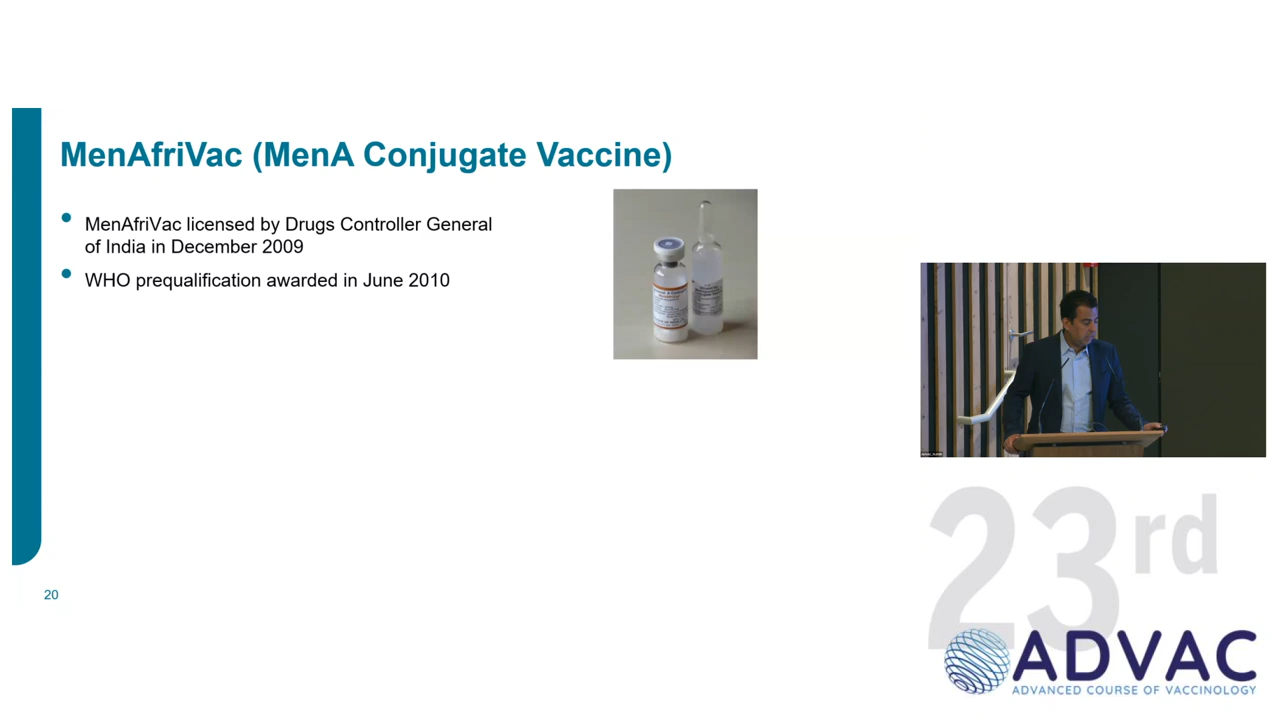 MenAfriVac (MenA Conjugate Vaccine)
MenAfriVac licensed by Drugs Controller General
of India in December 2009
WHO prequalification awarded in June 2010
20
23rd
ADVAC
ADVANCED COURSE OF VACCINOLOGY